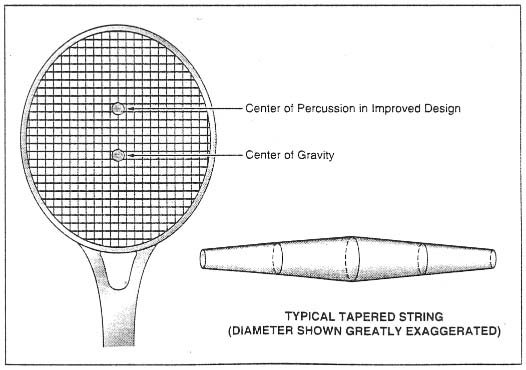 Center of Percussion in Improved Design
Center of Gravity
TYPICAL TAPERED STRING
(DIAMETER SHOWN GREATLY EXAGGERATED)